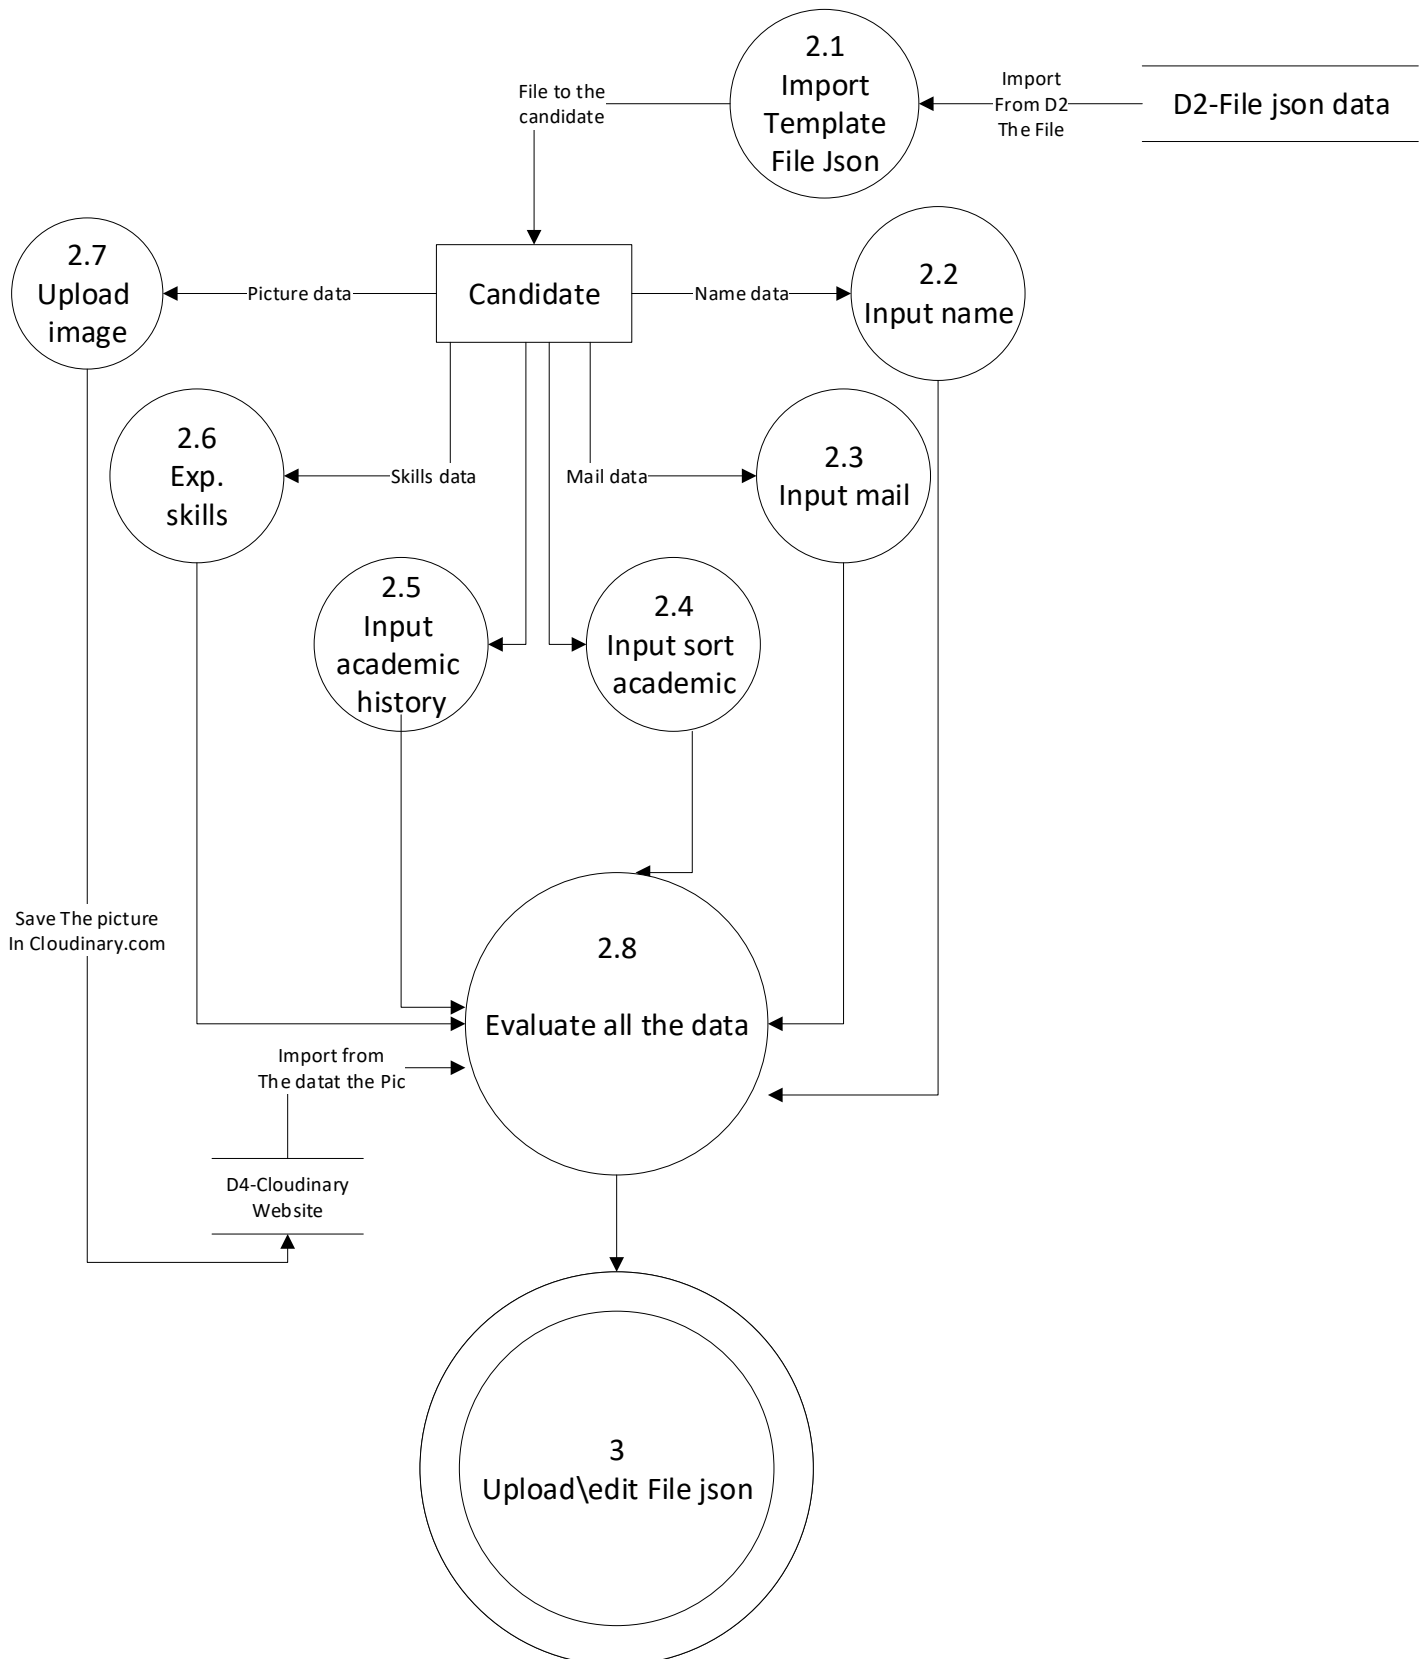 2.1
Import
Template
File Json
Import
From D2
The File
D2-File json data
File to the
candidate
2.7
Upload
image
Picture data
Candidate
Name data
2.2
Input name
2.6
Exp.
skills
Skills data
Mail data
2.3
Input mail
2.5
Input
academic
history
2.4
Input sort
academic
Save The picture
In Cloudinary.com
2.8
Evaluate all the data
Import from
The datat the Pic
D4-Cloudinary
Website
3
Upload\edit File json